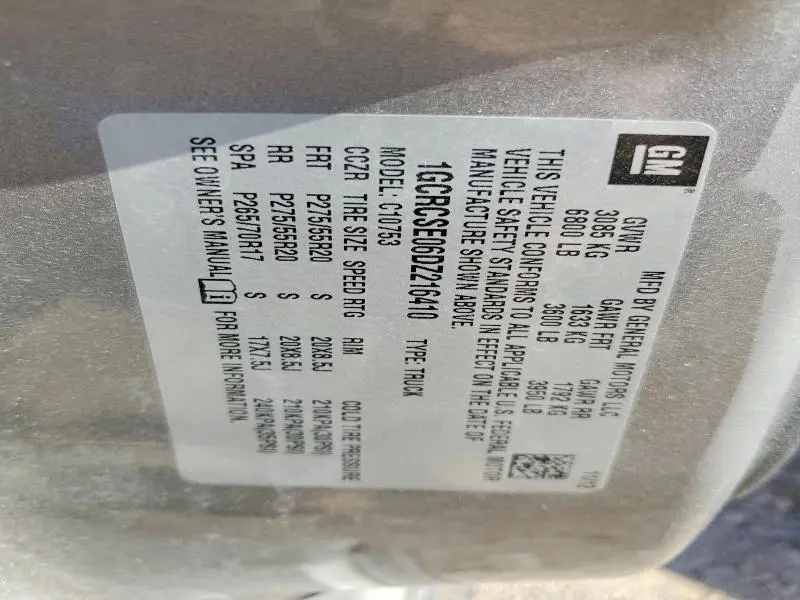 GM
MFD BY GENERAL MOTORS LLC 11/12
GVWR GAWR FRT GAWR RR
3085 KG 1633 KG 1792 KG
6800 LB 3600 LB 3950 LB
THIS VEHICLE CONFORMS TO ALL APPLICABLE U.S. FEDERAL MOTOR
VEHICLE SAFETY STANDARDS IN EFFECT ON THE DATE OF
MANUFACTURE SHOWN ABOVE.
1GCRCSE06DZ216410 TYPE: TRUCK
MODEL: C10753
CCZR TIRE SIZE SPEED RTG RIM COLD TIRE PRESSURE
FRT P275/55R20 S 20X8.5J 210KPA(30PSI)
RR P275/55R20 S 20X8.5J 210KPA(30PSI)
SPA P265/70R17 S 17X7.5J 240KPA(35PSI)
SEE OWNER'S MANUAL FOR MORE INFORMATION.